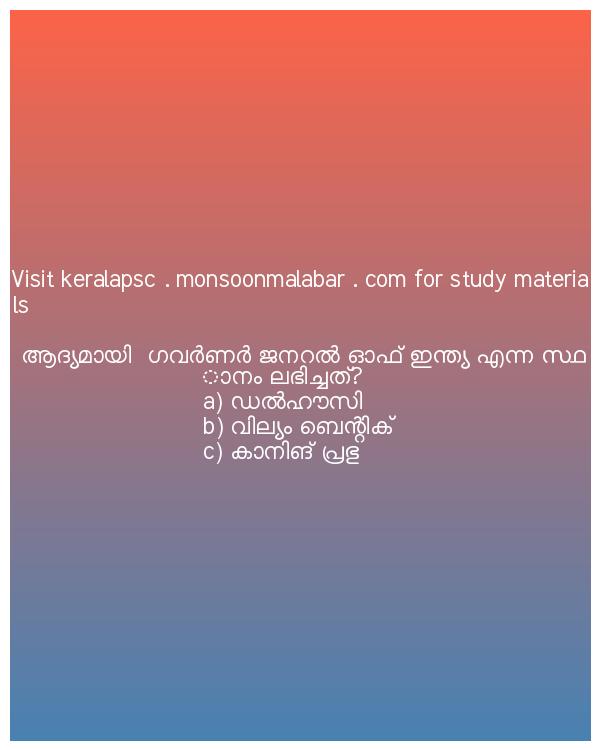 Visit keralapsc . monsoonmalabar . com for study materia
ls
ആദ്യമായി  ഗവർണർ ജനറൽ ഓഫ് ഇന്ത്യ എന്ന സ്ഥ
ാനം ലഭിച്ചത്?
a) ഡൽഹൗസി
b) വില്യം ബെന്റിക്
c) കാനിങ് പ്രഭു